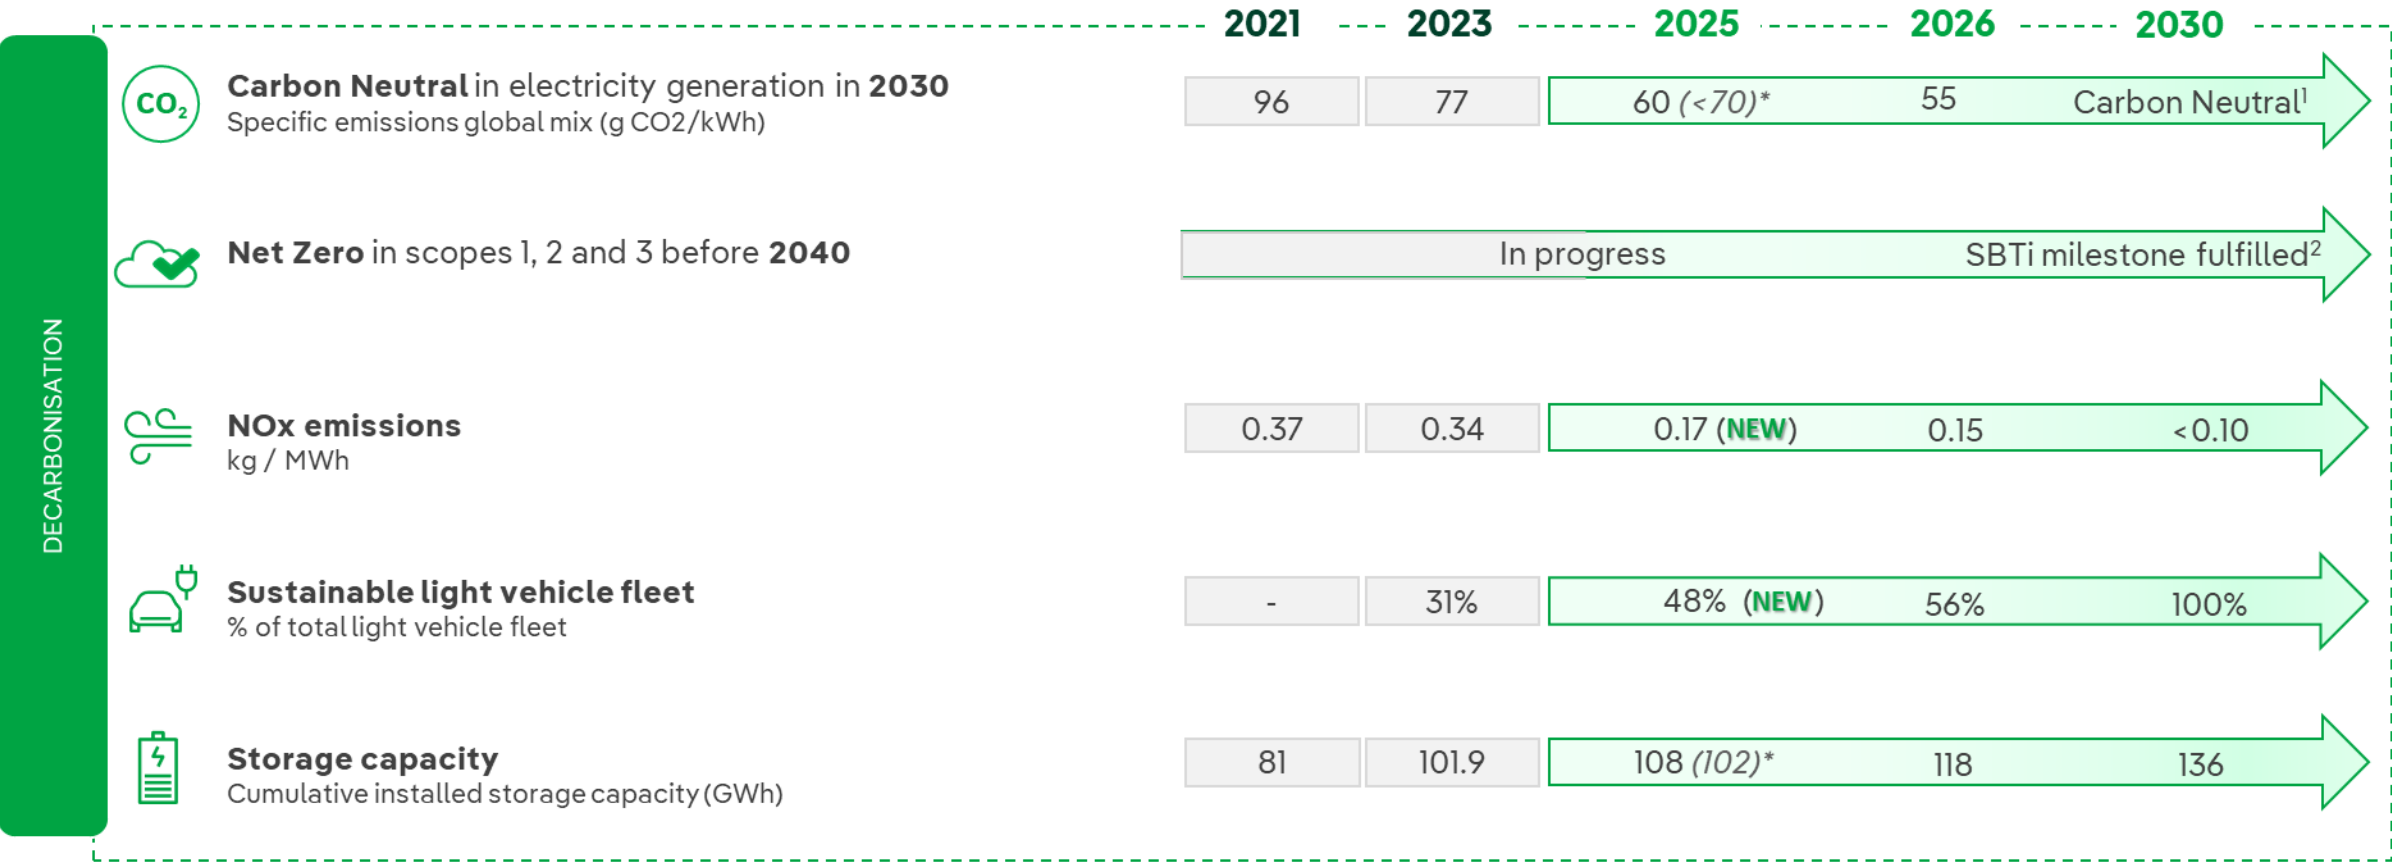 2021 2023 2025 2026 2030
DECARBONISATION
CO2
Carbon Neutral in electricity generation in 2030
Specific emissions global mix (g CO2/kWh)
96 77 60 (<70)* 55 Carbon Neutral¹
Net Zero in scopes 1, 2 and 3 before 2040
In progress SBTi milestone fulfilled²
NOx emissions
kg / MWh
0.37 0.34 0.17 (NEW) 0.15 <0.10
Sustainable light vehicle fleet
% of total light vehicle fleet
- 31% 48% (NEW) 56% 100%
Storage capacity
Cumulative installed storage capacity (GWh)
81 101.9 108 (102)* 118 136